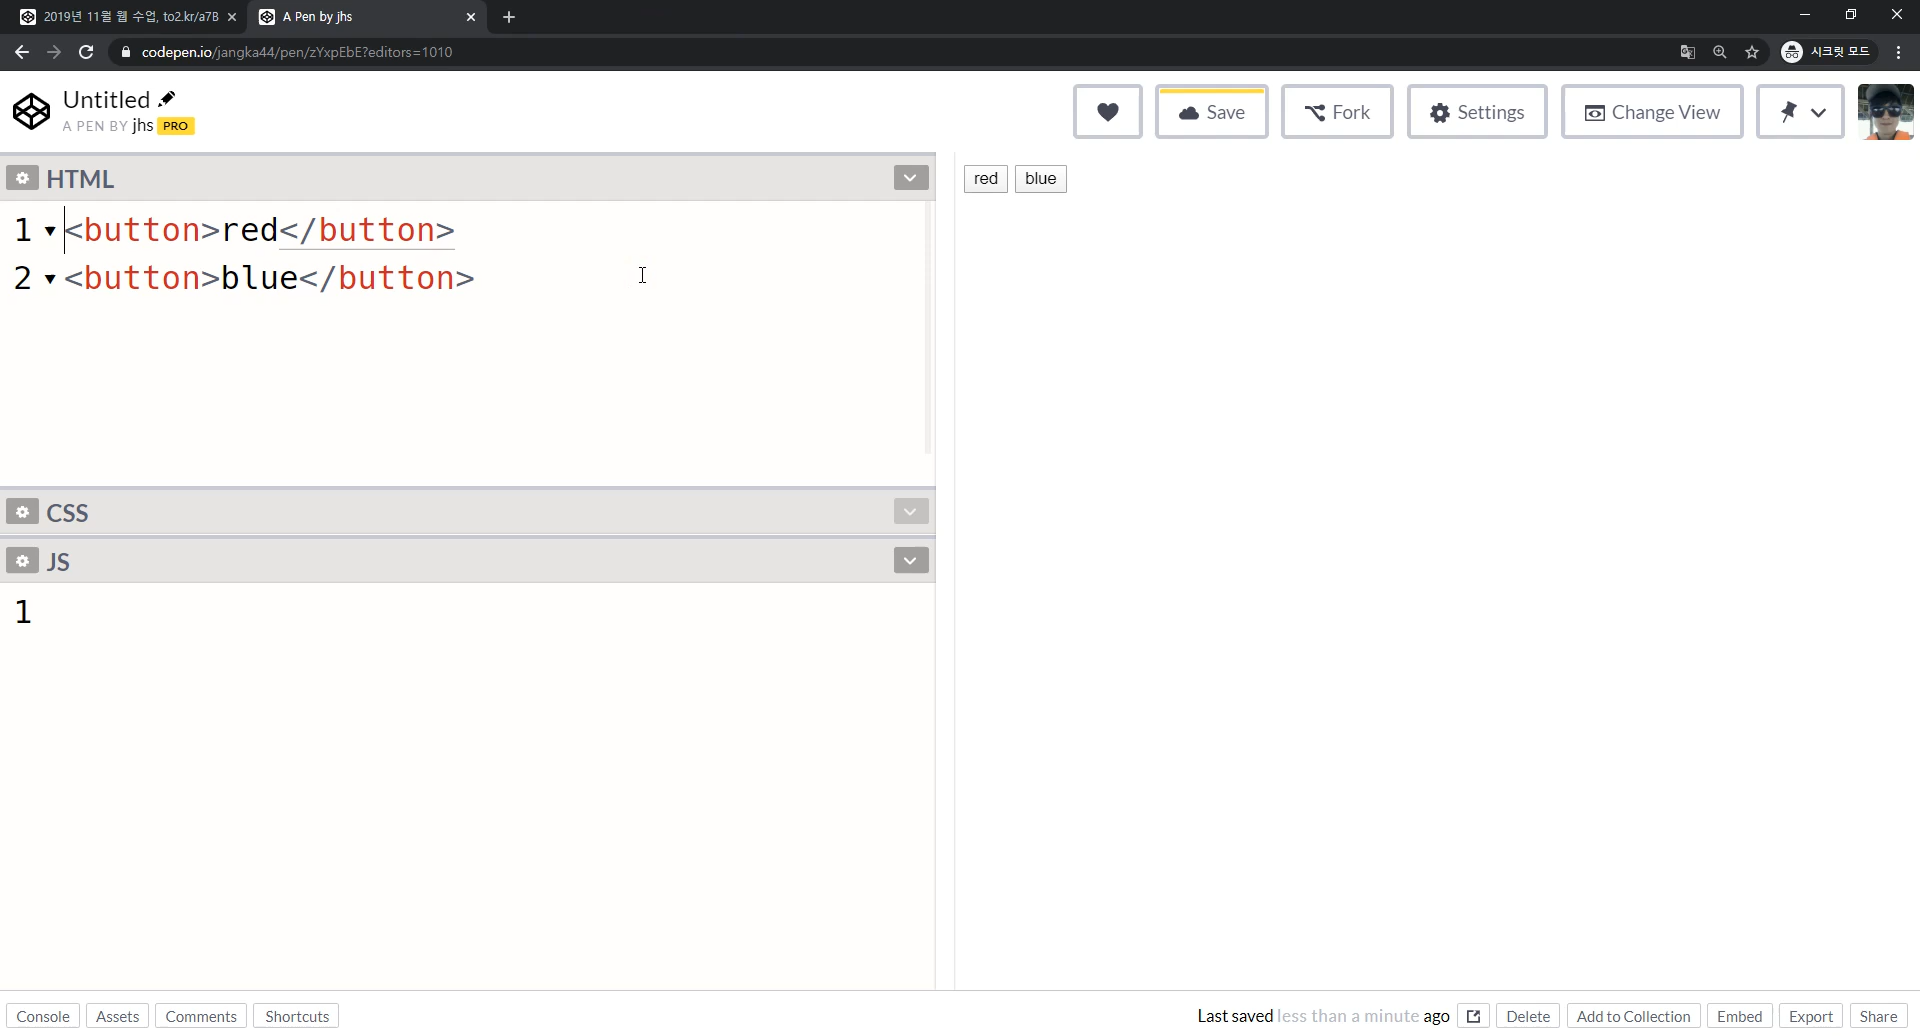 2019년 11월 웹 수업, to2.kr/a7B
A Pen by jhs
codepen.io/jangka44/pen/zYxpEbE?editors=1010
시크릿 모드
Untitled
A PEN BY jhs PRO
Save
Fork
Settings
Change View
HTML
1 <button>red</button>
2 <button>blue</button>
CSS
JS
1
red blue
Console Assets Comments Shortcuts
Last saved less than a minute ago
Delete Add to Collection Embed Export Share